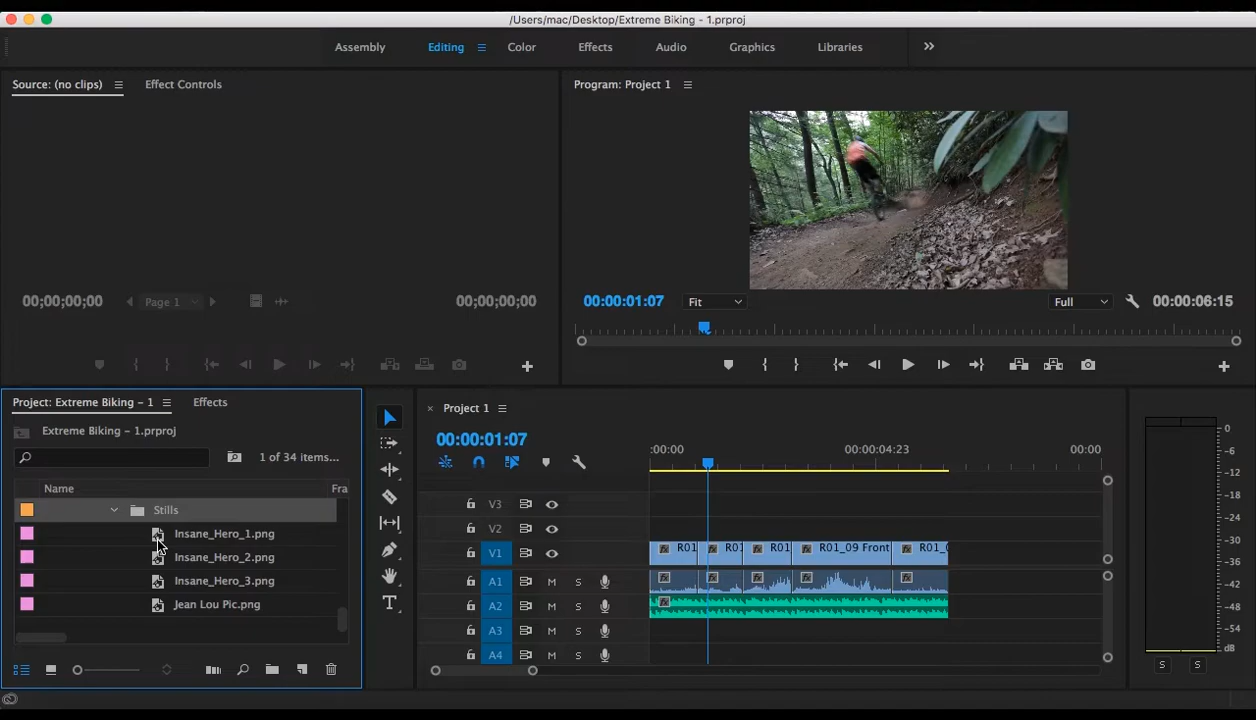 /Users/mac/Desktop/Extreme Biking - 1.prproj
Assembly Editing Color Effects Audio Graphics Libraries
Source: (no clips) Effect Controls
Program: Project 1
00;00;00;00 Page 1 00;00;00;00
00:00:01:07 Fit Full 00:00:06:15
Project: Extreme Biking - 1 Effects
Extreme Biking - 1.prproj
1 of 34 items...
Name Fra
Stills
Insane_Hero_1.png
Insane_Hero_2.png
Insane_Hero_3.png
Jean Lou Pic.png
Project 1
00:00:01:07
:00:00 00:00:04:23 00:00
V3
V2
V1 R01 R01 R01 R01_09 Front R01_0
A1 M S
A2 M S
A3 M S
A4 M S
0
-6
-12
-18
-24
-30
-36
-42
-48
-54
dB
S S
T